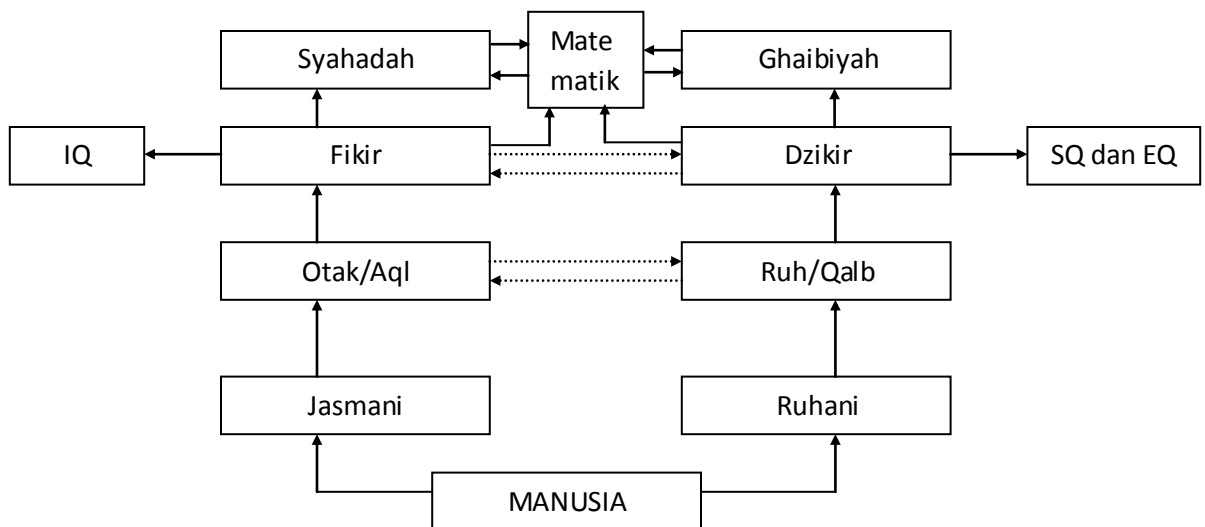 Syahadah
Mate
matik
Ghaibiyah
IQ
Fikir
Dzikir
SQ dan EQ
Otak/Aql
Ruh/Qalb
Jasmani
Ruhani
MANUSIA